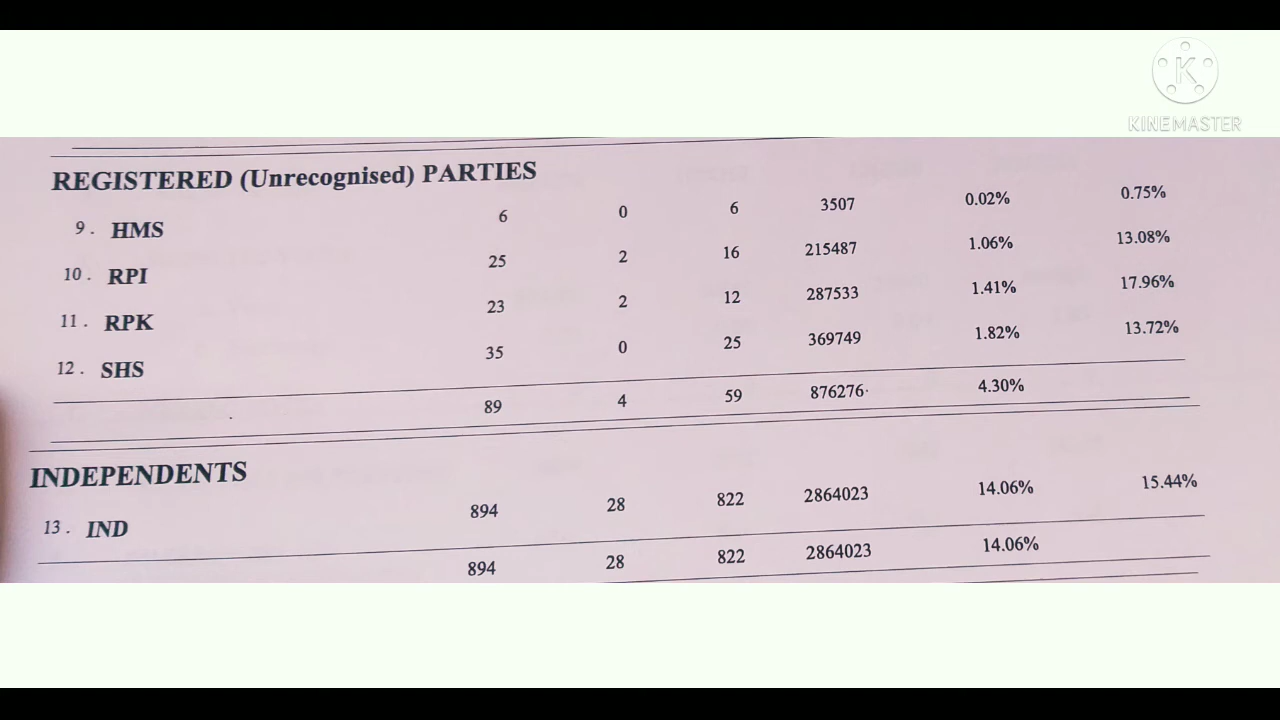 KINEMASTER
REGISTERED (Unrecognised) PARTIES
9. HMS 6 0 6 3507 0.02% 0.75%
10. RPI 25 2 16 215487 1.06% 13.08%
11. RPK 23 2 12 287533 1.41% 17.96%
12. SHS 35 0 25 369749 1.82% 13.72%
89 4 59 876276 4.30%
INDEPENDENTS
13. IND 894 28 822 2864023 14.06% 15.44%
894 28 822 2864023 14.06%